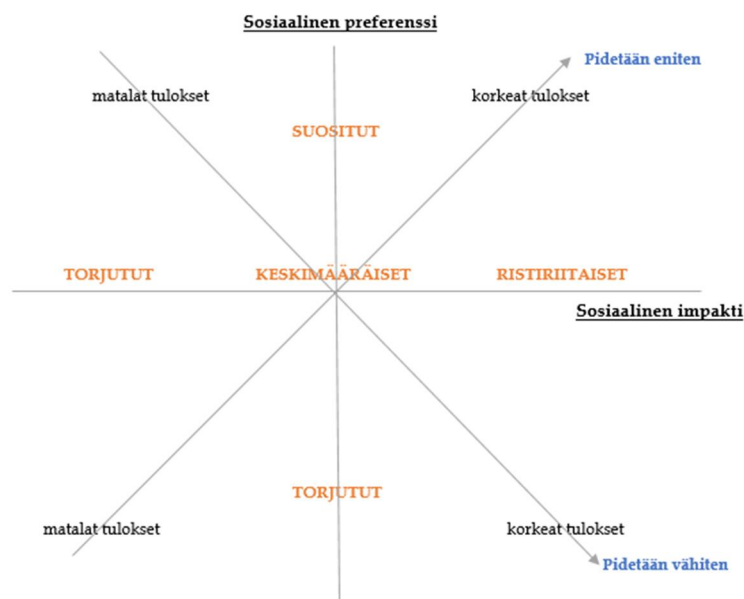 Sosiaalinen preferenssi
Pidetään eniten
matalat tulokset
korkeat tulokset
SUOSITUT
TORJUTUT
KESKIMÄÄRÄISET
RISTIRIITAISET
Sosiaalinen impakti
TORJUTUT
matalat tulokset
korkeat tulokset
Pidetään vähiten